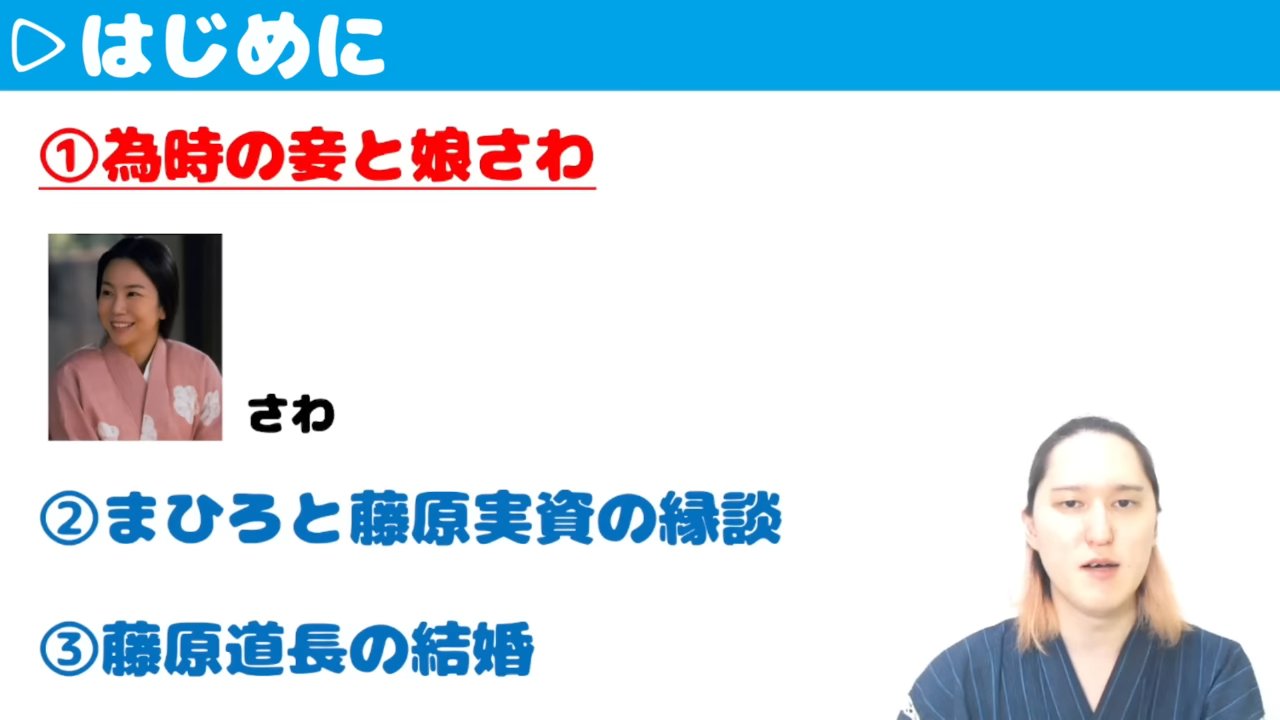 はじめに
①為時の妾と娘さわ
さわ
②まひろと藤原実資の縁談
③藤原道長の結婚